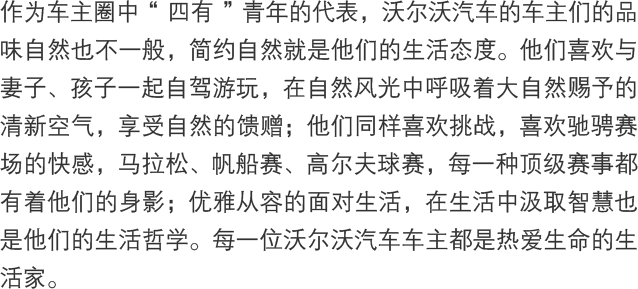 作为车主圈中“ 四有 ”青年的代表，沃尔沃汽车的车主们的品
味自然也不一般，简约自然就是他们的生活态度。他们喜欢与
妻子、孩子一起自驾游玩，在自然风光中呼吸着大自然赐予的
清新空气，享受自然的馈赠；他们同样喜欢挑战，喜欢驰骋赛
场的快感，马拉松、帆船赛、高尔夫球赛，每一种顶级赛事都
有着他们的身影；优雅从容的面对生活，在生活中汲取智慧也
是他们的生活哲学。每一位沃尔沃汽车车主都是热爱生命的生
活家。